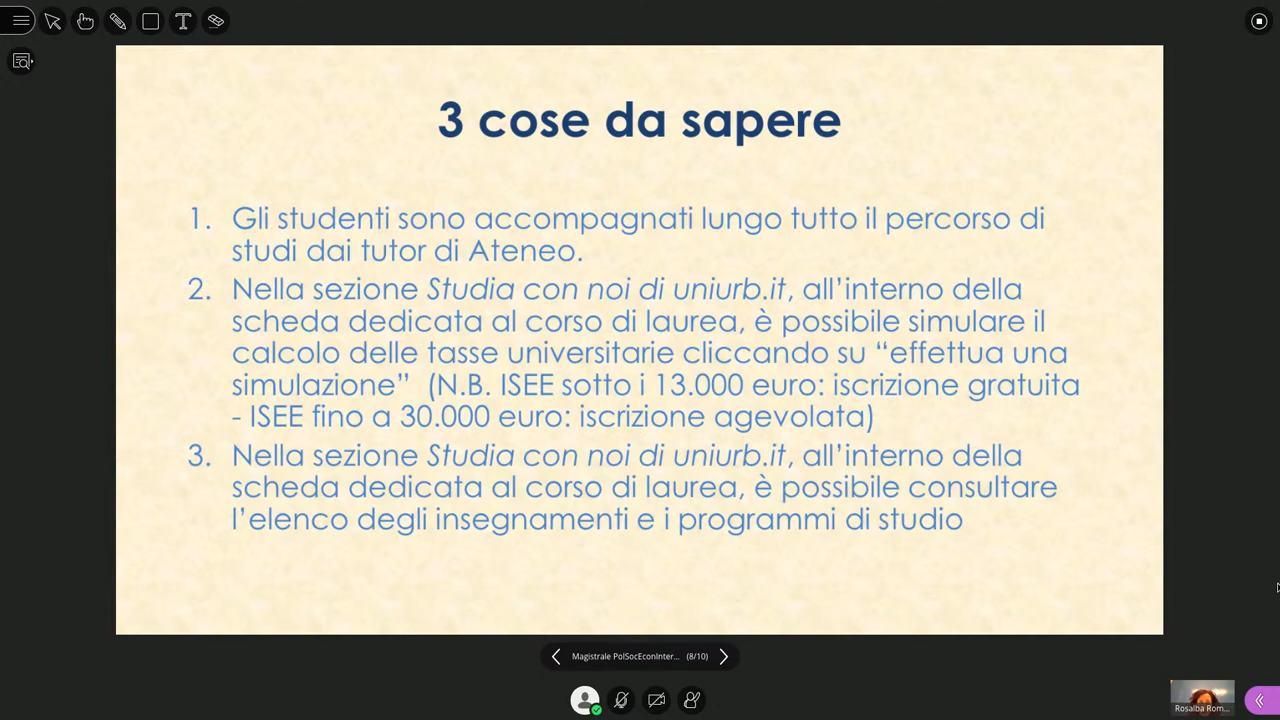 3 cose da sapere
1. Gli studenti sono accompagnati lungo tutto il percorso di
studi dai tutor di Ateneo.
2. Nella sezione Studia con noi di uniurb.it, all’interno della
scheda dedicata al corso di laurea, è possibile simulare il
calcolo delle tasse universitarie cliccando su “effettua una
simulazione” (N.B. ISEE sotto i 13.000 euro: iscrizione gratuita
- ISEE fino a 30.000 euro: iscrizione agevolata)
3. Nella sezione Studia con noi di uniurb.it, all’interno della
scheda dedicata al corso di laurea, è possibile consultare
l’elenco degli insegnamenti e i programmi di studio
Magistrale PolSocEconInter... (8/10)
Rosalba Rom...